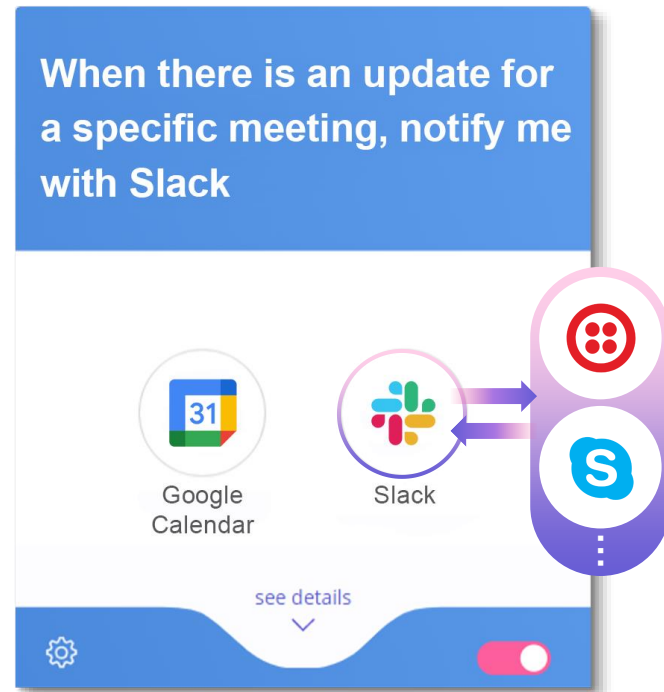 When there is an update for
a specific meeting, notify me
with Slack
31
S
Google
Calendar
Slack
see details